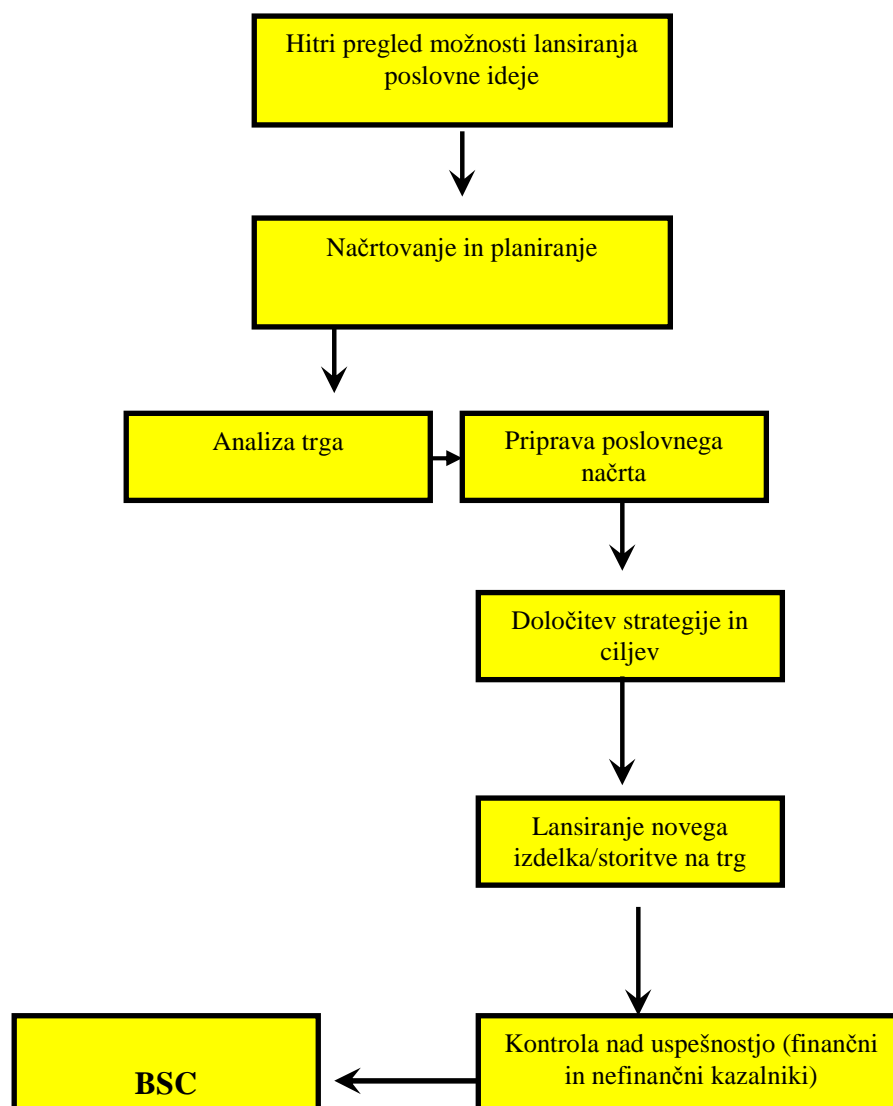 Hitri pregled možnosti lansiranja
poslovne ideje
Načrtovanje in planiranje
Analiza trga
Priprava poslovnega
načrta
Določitev strategije in
ciljev
Lansiranje novega
izdelka/storitve na trg
Kontrola nad uspešnostjo (finančni
in nefinančni kazalniki)
BSC